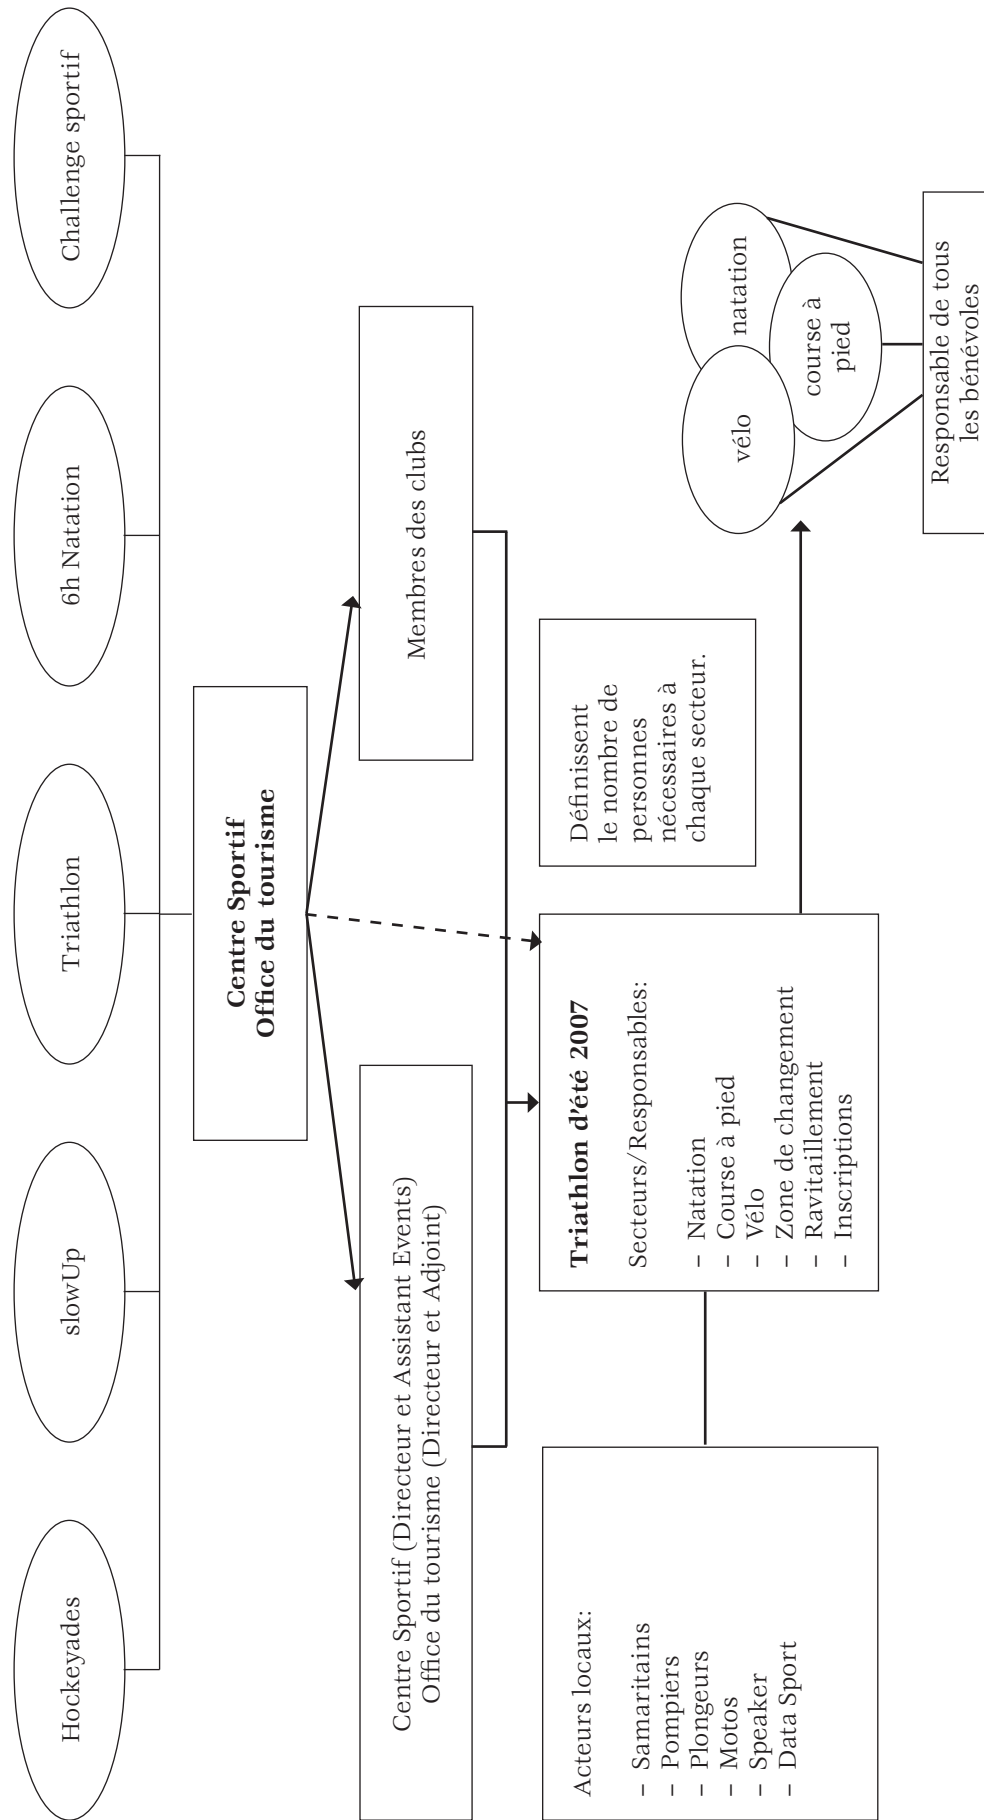 Hockeyades
slowUp
Triathlon
6h Natation
Challenge sportif
Centre Sportif
Office du tourisme
Centre Sportif (Directeur et Assistant Events)
Office du tourisme (Directeur et Adjoint)
Membres des clubs
Acteurs locaux:
– Samaritains
– Pompiers
– Plongeurs
– Motos
– Speaker
– Data Sport
Triathlon d'été 2007
Secteurs/Responsables:
– Natation
– Course à pied
– Vélo
– Zone de changement
– Ravitaillement
– Inscriptions
Définissent
le nombre de
personnes
nécessaires à
chaque secteur.
vélo
natation
course à
pied
Responsable de tous
les bénévoles